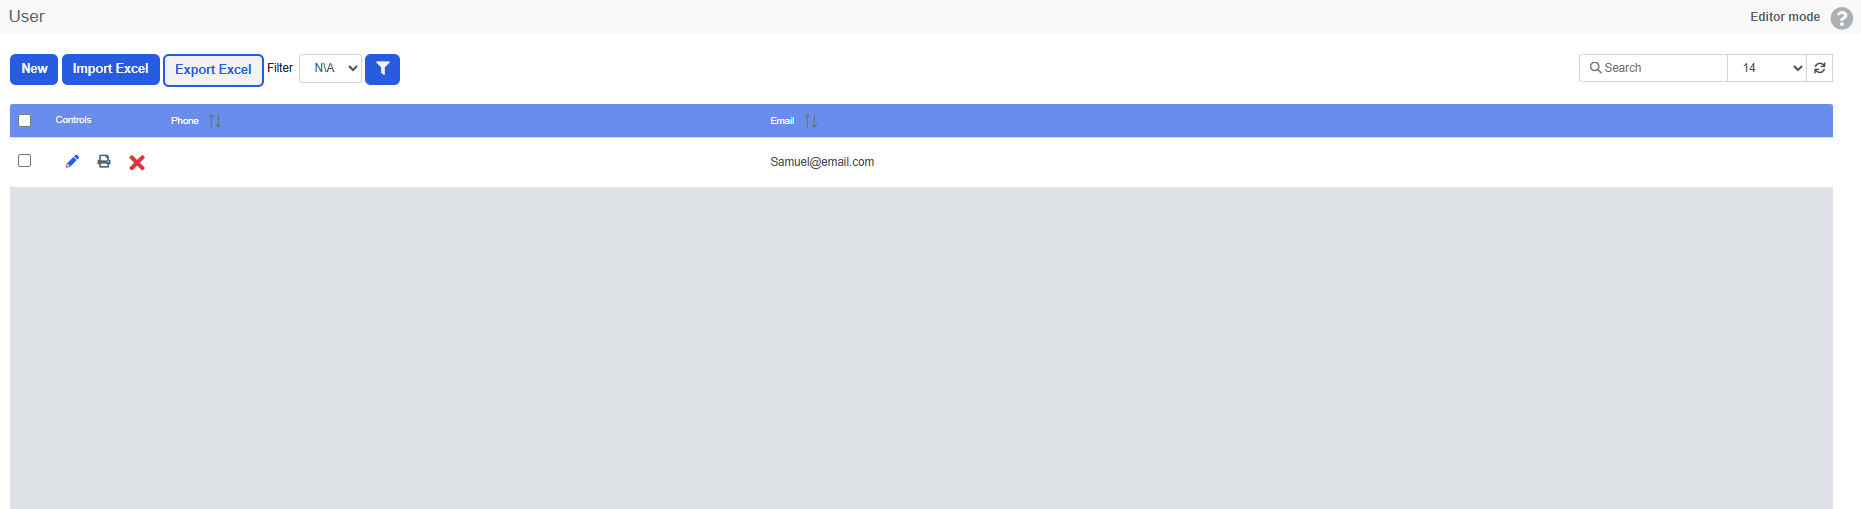 User
Editor mode
New Import Excel Export Excel Filter N\A Search 14
Controls Phone Email
Samuel@email.com